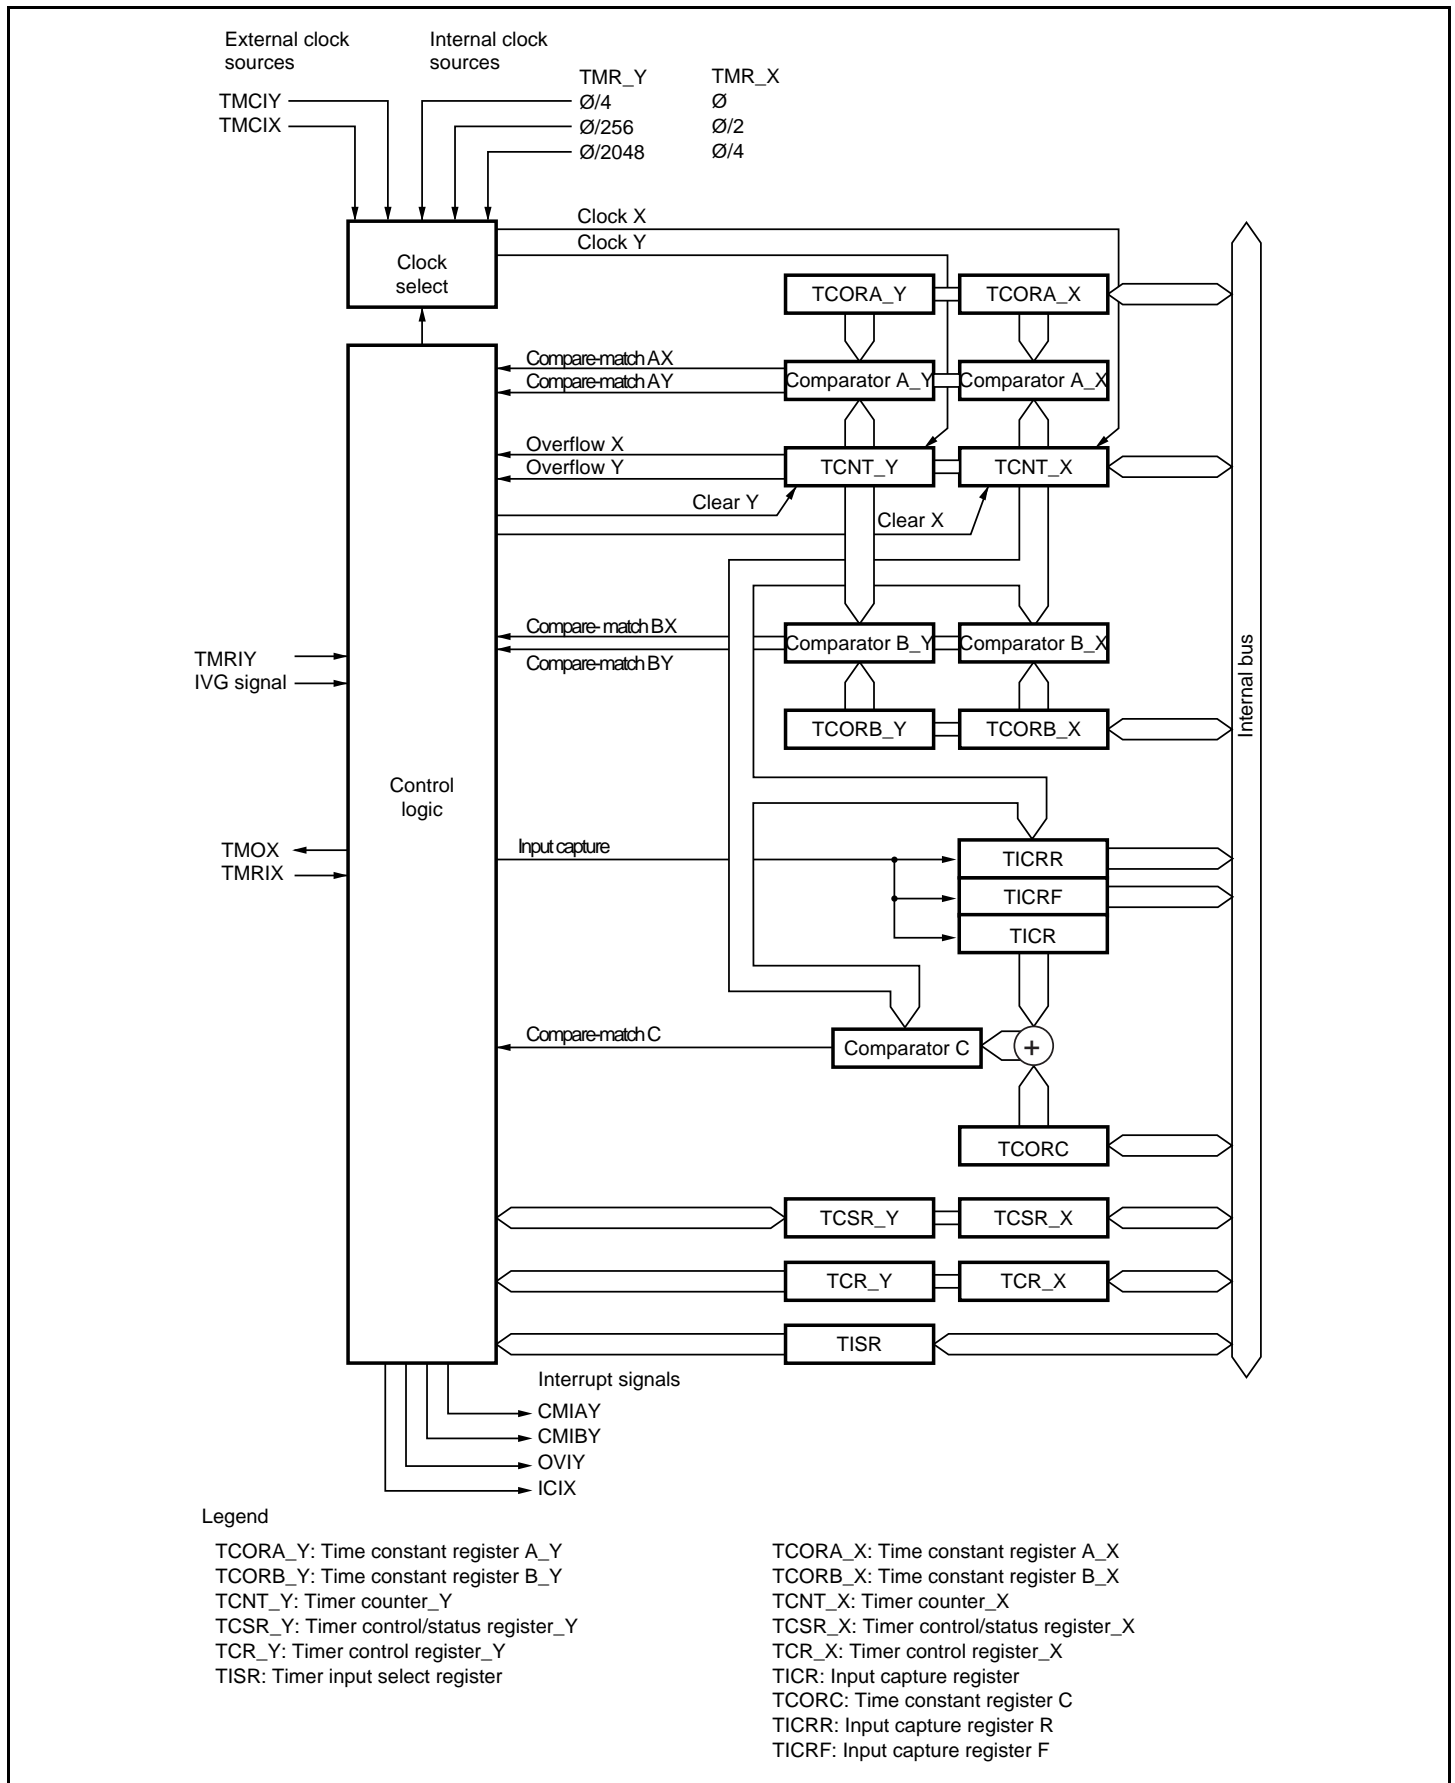 External clock
sources
Internal clock
sources
TMR_Y
TMR_X
TMCIY
Ø/4
Ø
TMCIX
Ø/256
Ø/2
Ø/2048
Ø/4
Clock X
Clock Y
Clock
select
TCORA_Y
TCORA_X
Compare-match AX
Compare-match AY
Comparator A_Y
Comparator A_X
Overflow X
Overflow Y
TCNT_Y
TCNT_X
Clear Y
Clear X
Compare- match BX
Compare-match BY
Comparator B_Y
Comparator B_X
TMRIY
IVG signal
Internal bus
TCORB_Y
TCORB_X
Control
logic
TMOX
TMRIX
Input capture
TICRR
TICRF
TICR
Compare-match C
Comparator C
+
TCORC
TCSR_Y
TCSR_X
TCR_Y
TCR_X
TISR
Interrupt signals
CMIAY
CMIBY
OVIY
ICIX
Legend
TCORA_Y: Time constant register A_Y
TCORB_Y: Time constant register B_Y
TCNT_Y: Timer counter_Y
TCSR_Y: Timer control/status register_Y
TCR_Y: Timer control register_Y
TISR: Timer input select register
TCORA_X: Time constant register A_X
TCORB_X: Time constant register B_X
TCNT_X: Timer counter_X
TCSR_X: Timer control/status register_X
TCR_X: Timer control register_X
TICR: Input capture register
TCORC: Time constant register C
TICRR: Input capture register R
TICRF: Input capture register F